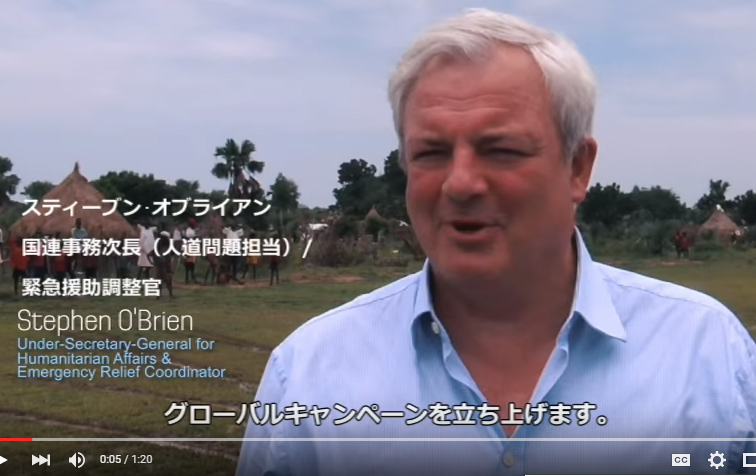 スティーブン・オブライアン
国連事務次長（人道問題担当）/
緊急援助調整官
Stephen O'Brien
Under-Secretary-General for
Humanitarian Affairs &
Emergency Relief Coordinator
グローバルキャンペーンを立ち上げます。
0:05 / 1:20
CC